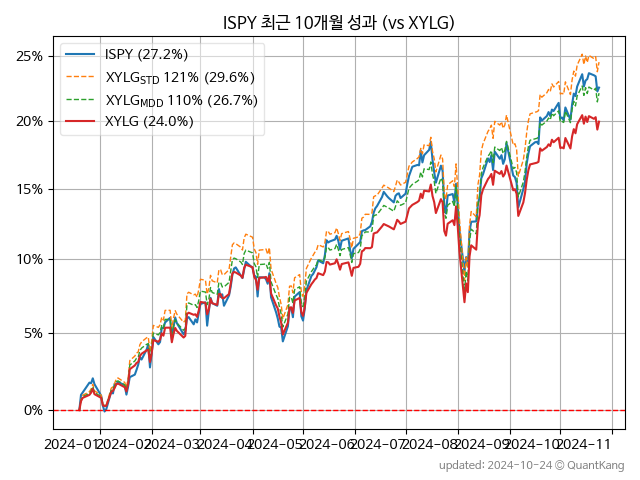 ISPY 최근 10개월 성과 (vs XYLG)
ISPY (27.2%)
XYLGSTD 121% (29.6%)
XYLGMDD 110% (26.7%)
XYLG (24.0%)
25%
20%
15%
10%
5%
0%
2024-01 2024-02 2024-03 2024-04 2024-05 2024-06 2024-07 2024-08 2024-09 2024-10 2024-11
updated: 2024-10-24 © QuantKang